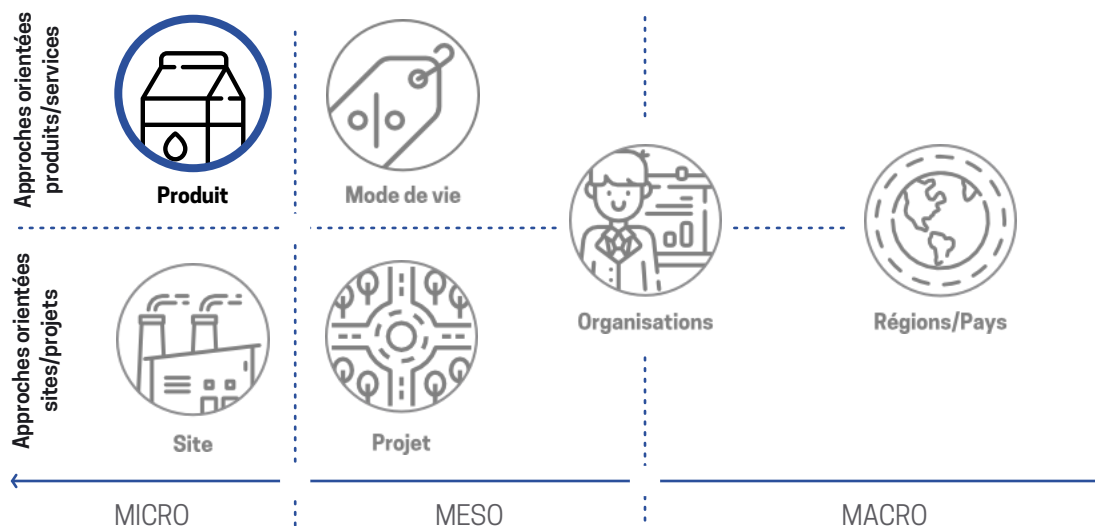 Approches orientées
produits/services
Produit
Mode de vie
Organisations
Régions/Pays
Approches orientées
sites/projets
Site
Projet
MICRO
MESO
MACRO